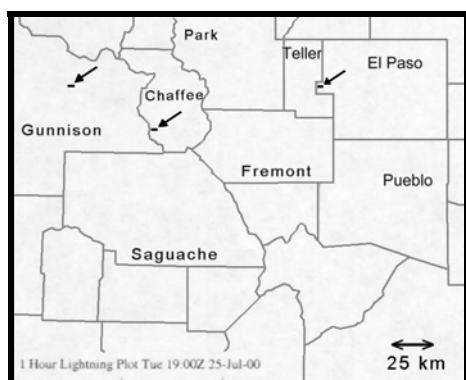 Park
Teller
El Paso
Chaffee
Gunnison
Fremont
Pueblo
Saguache
1 Hour Lightning Plot Tue 19:00Z 25-Jul-00
25 km